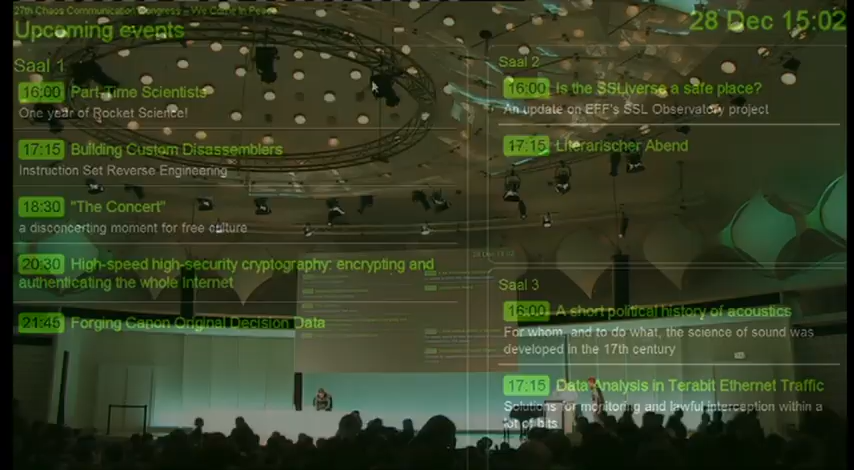 27th Chaos Communication Congress – We Come In Peace
Upcoming events
28 Dec 15:02
Saal 1
16:00 Part-Time Scientists
One year of Rocket Science!
17:15 Building Custom Disassemblers
Instruction Set Reverse Engineering
18:30 "The Concert"
a disconcerting moment for free culture
20:30 High-speed high-security cryptography: encrypting and
authenticating the whole Internet
21:45 Forging Canon Original Decision Data
Saal 2
16:00 Is the SSLiverse a safe place?
An update on EFF's SSL Observatory project
17:15 Literarischer Abend
Saal 3
16:00 A short political history of acoustics
For whom, and to do what, the science of sound was
developed in the 17th century
17:15 Data Analysis in Terabit Ethernet Traffic
Solutions for monitoring and lawful interception within a
lot of bits